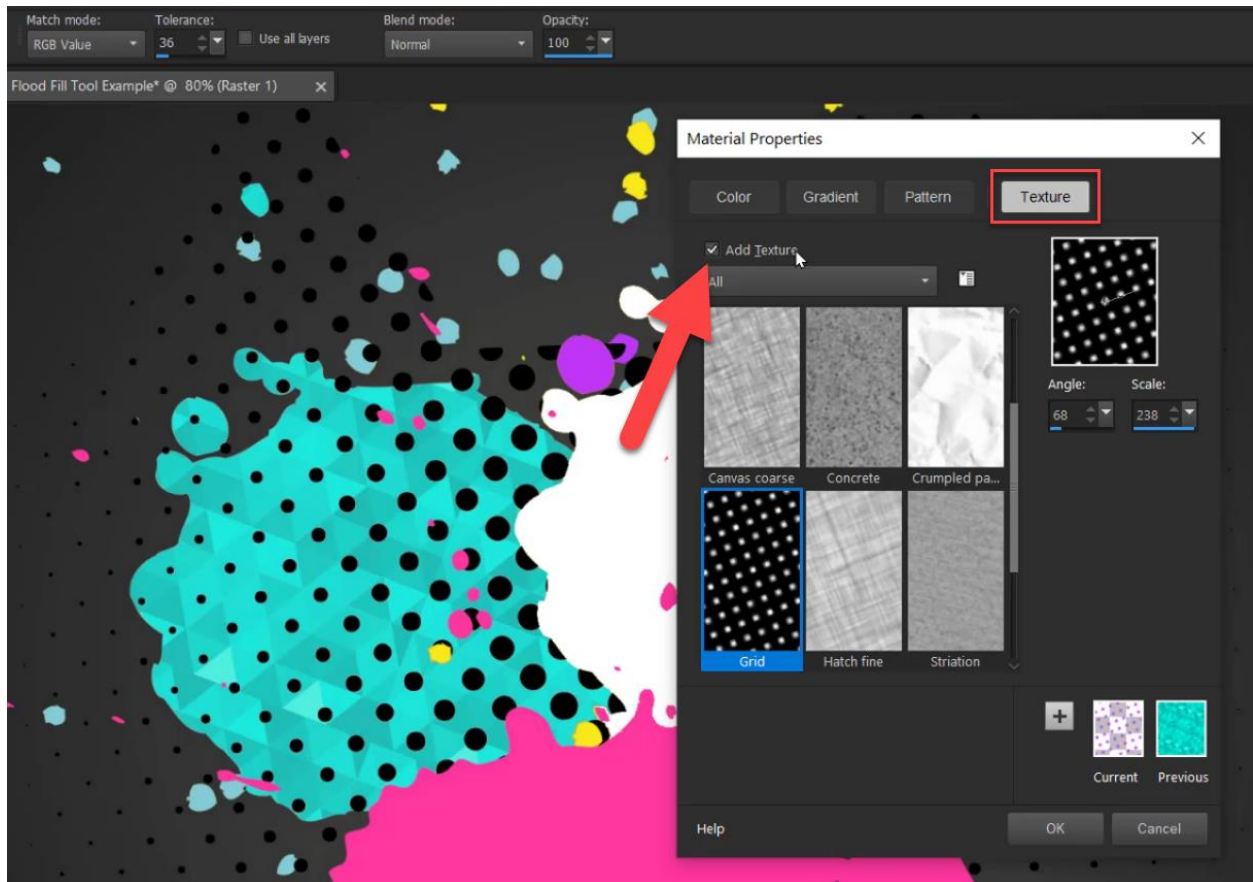 Match mode: Tolerance: Blend mode: Opacity:
RGB Value 36 Use all layers Normal 100
Flood Fill Tool Example* @ 80% (Raster 1) X
Material Properties
Color Gradient Pattern Texture
Add Texture
All
Angle: Scale:
68 238
Canvas coarse Concrete Crumpled pa...
Grid Hatch fine Striation
Current Previous
Help OK Cancel